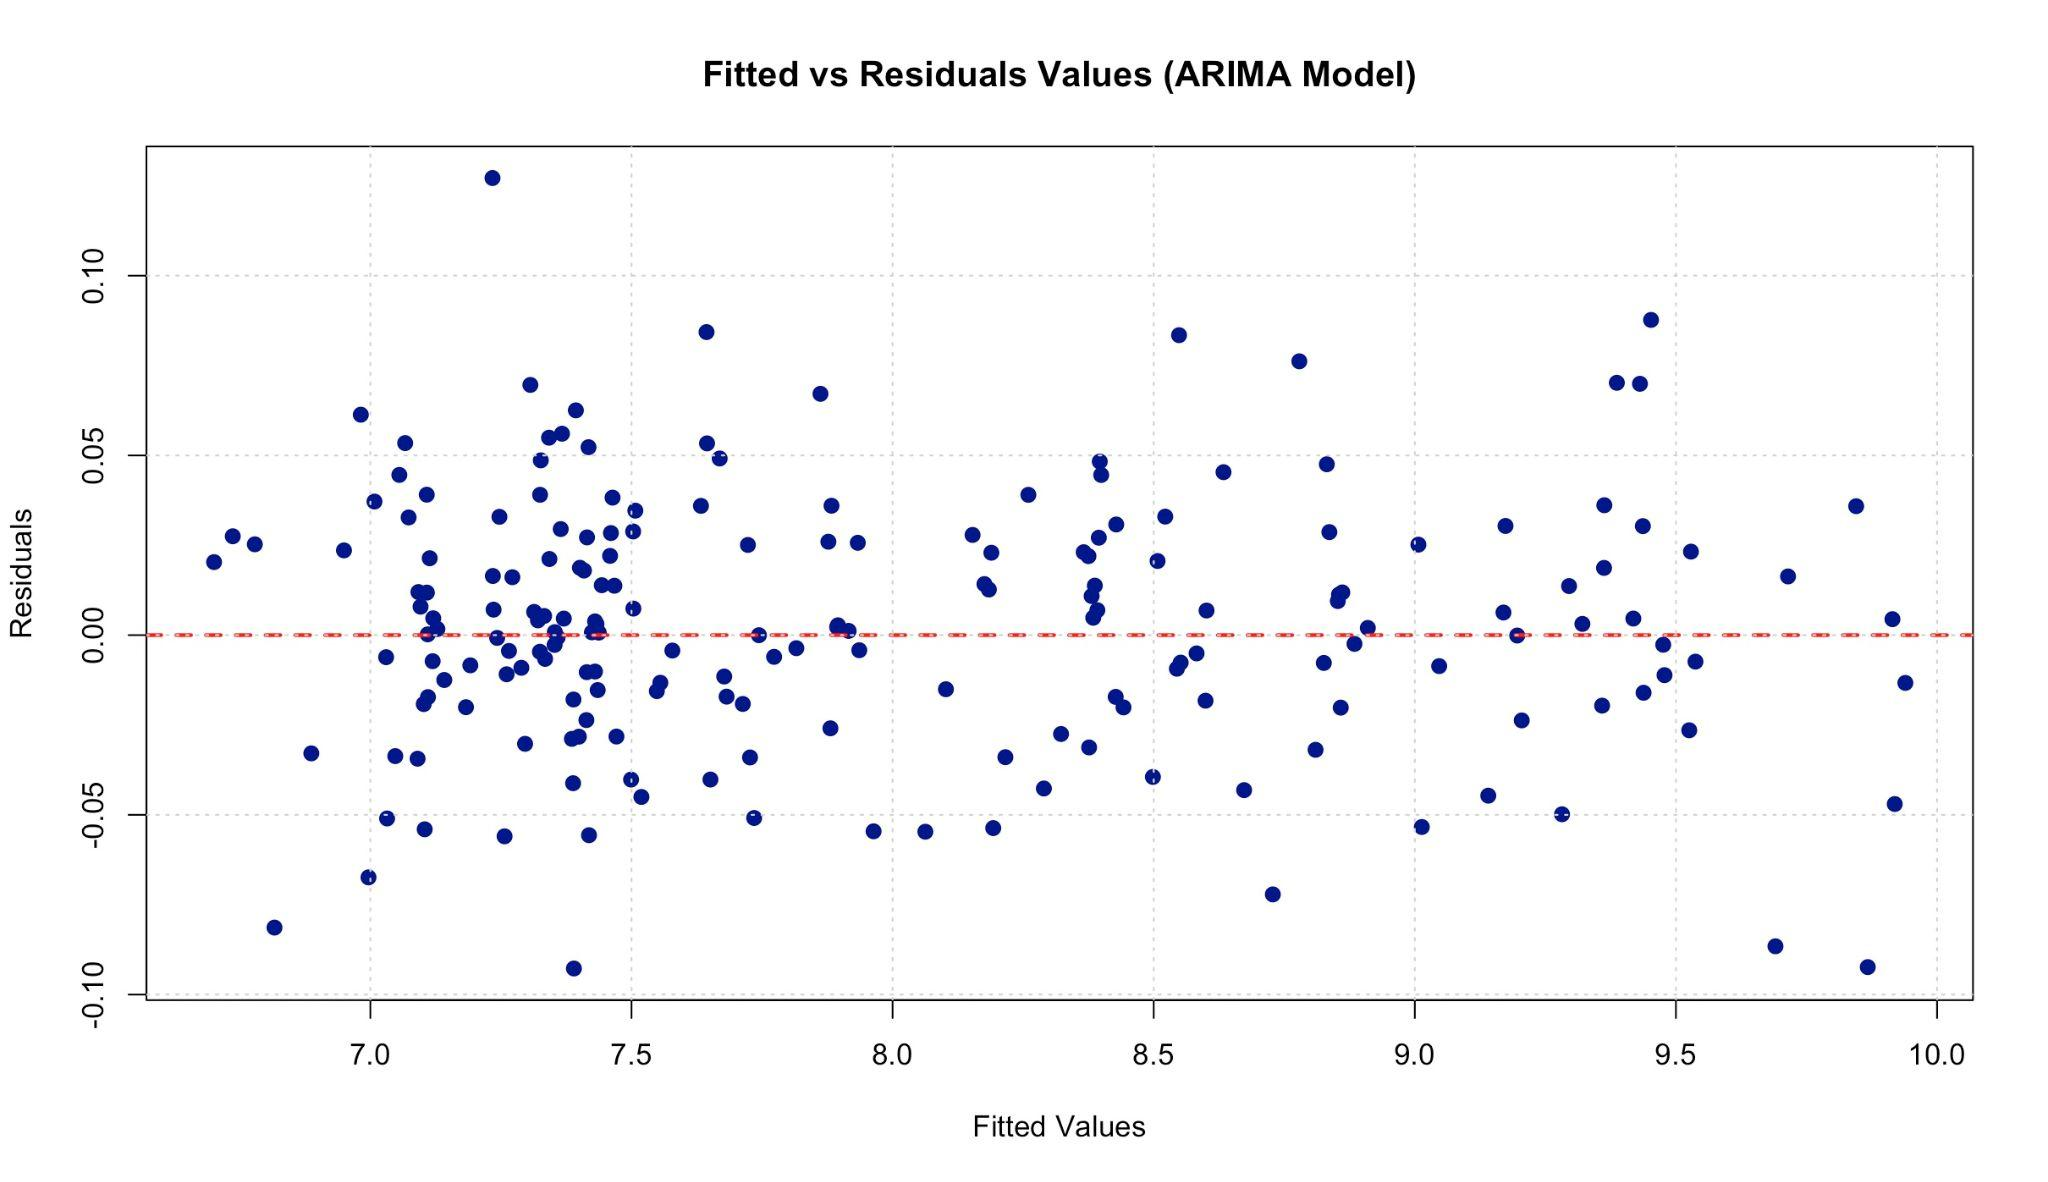 Fitted vs Residuals Values (ARIMA Model)
Residuals
0.10
0.05
0.00
-0.05
-0.10
7.0 7.5 8.0 8.5 9.0 9.5 10.0
Fitted Values